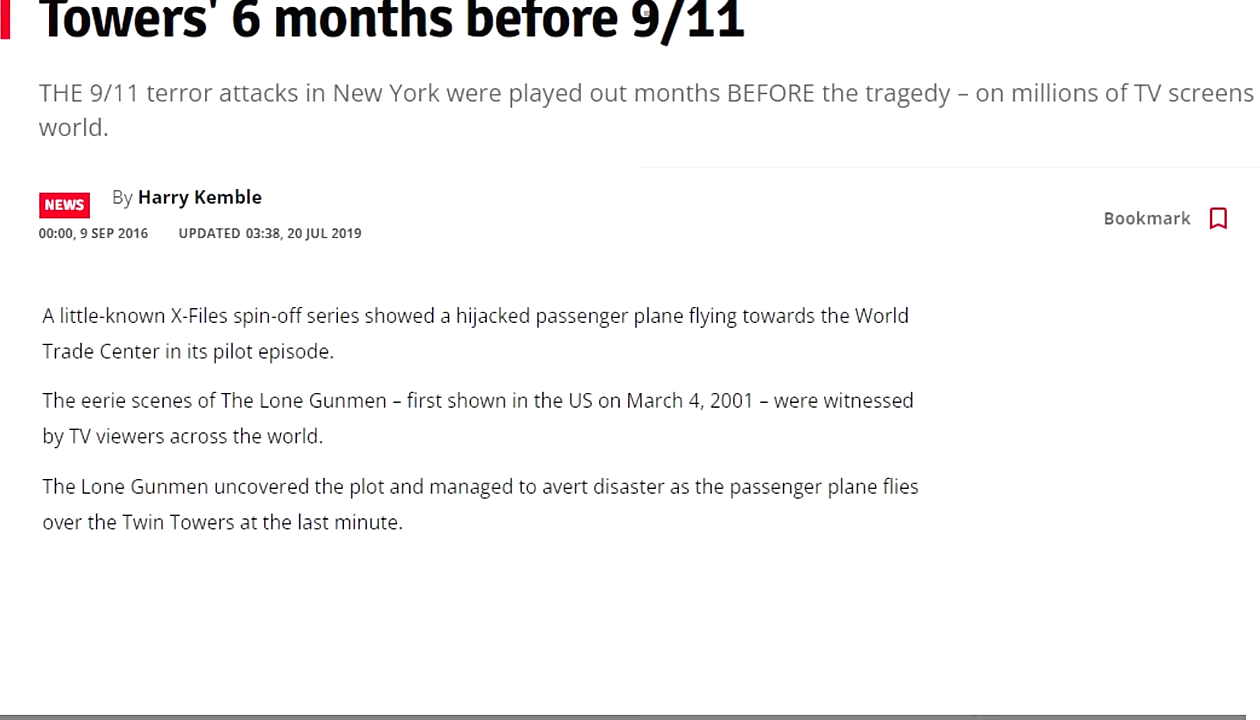 Towers' 6 months before 9/11
THE 9/11 terror attacks in New York were played out months BEFORE the tragedy – on millions of TV screens
world.
By Harry Kemble
NEWS
Bookmark
00:00, 9 SEP 2016 UPDATED 03:38, 20 JUL 2019
A little-known X-Files spin-off series showed a hijacked passenger plane flying towards the World
Trade Center in its pilot episode.
The eerie scenes of The Lone Gunmen – first shown in the US on March 4, 2001 – were witnessed
by TV viewers across the world.
The Lone Gunmen uncovered the plot and managed to avert disaster as the passenger plane flies
over the Twin Towers at the last minute.